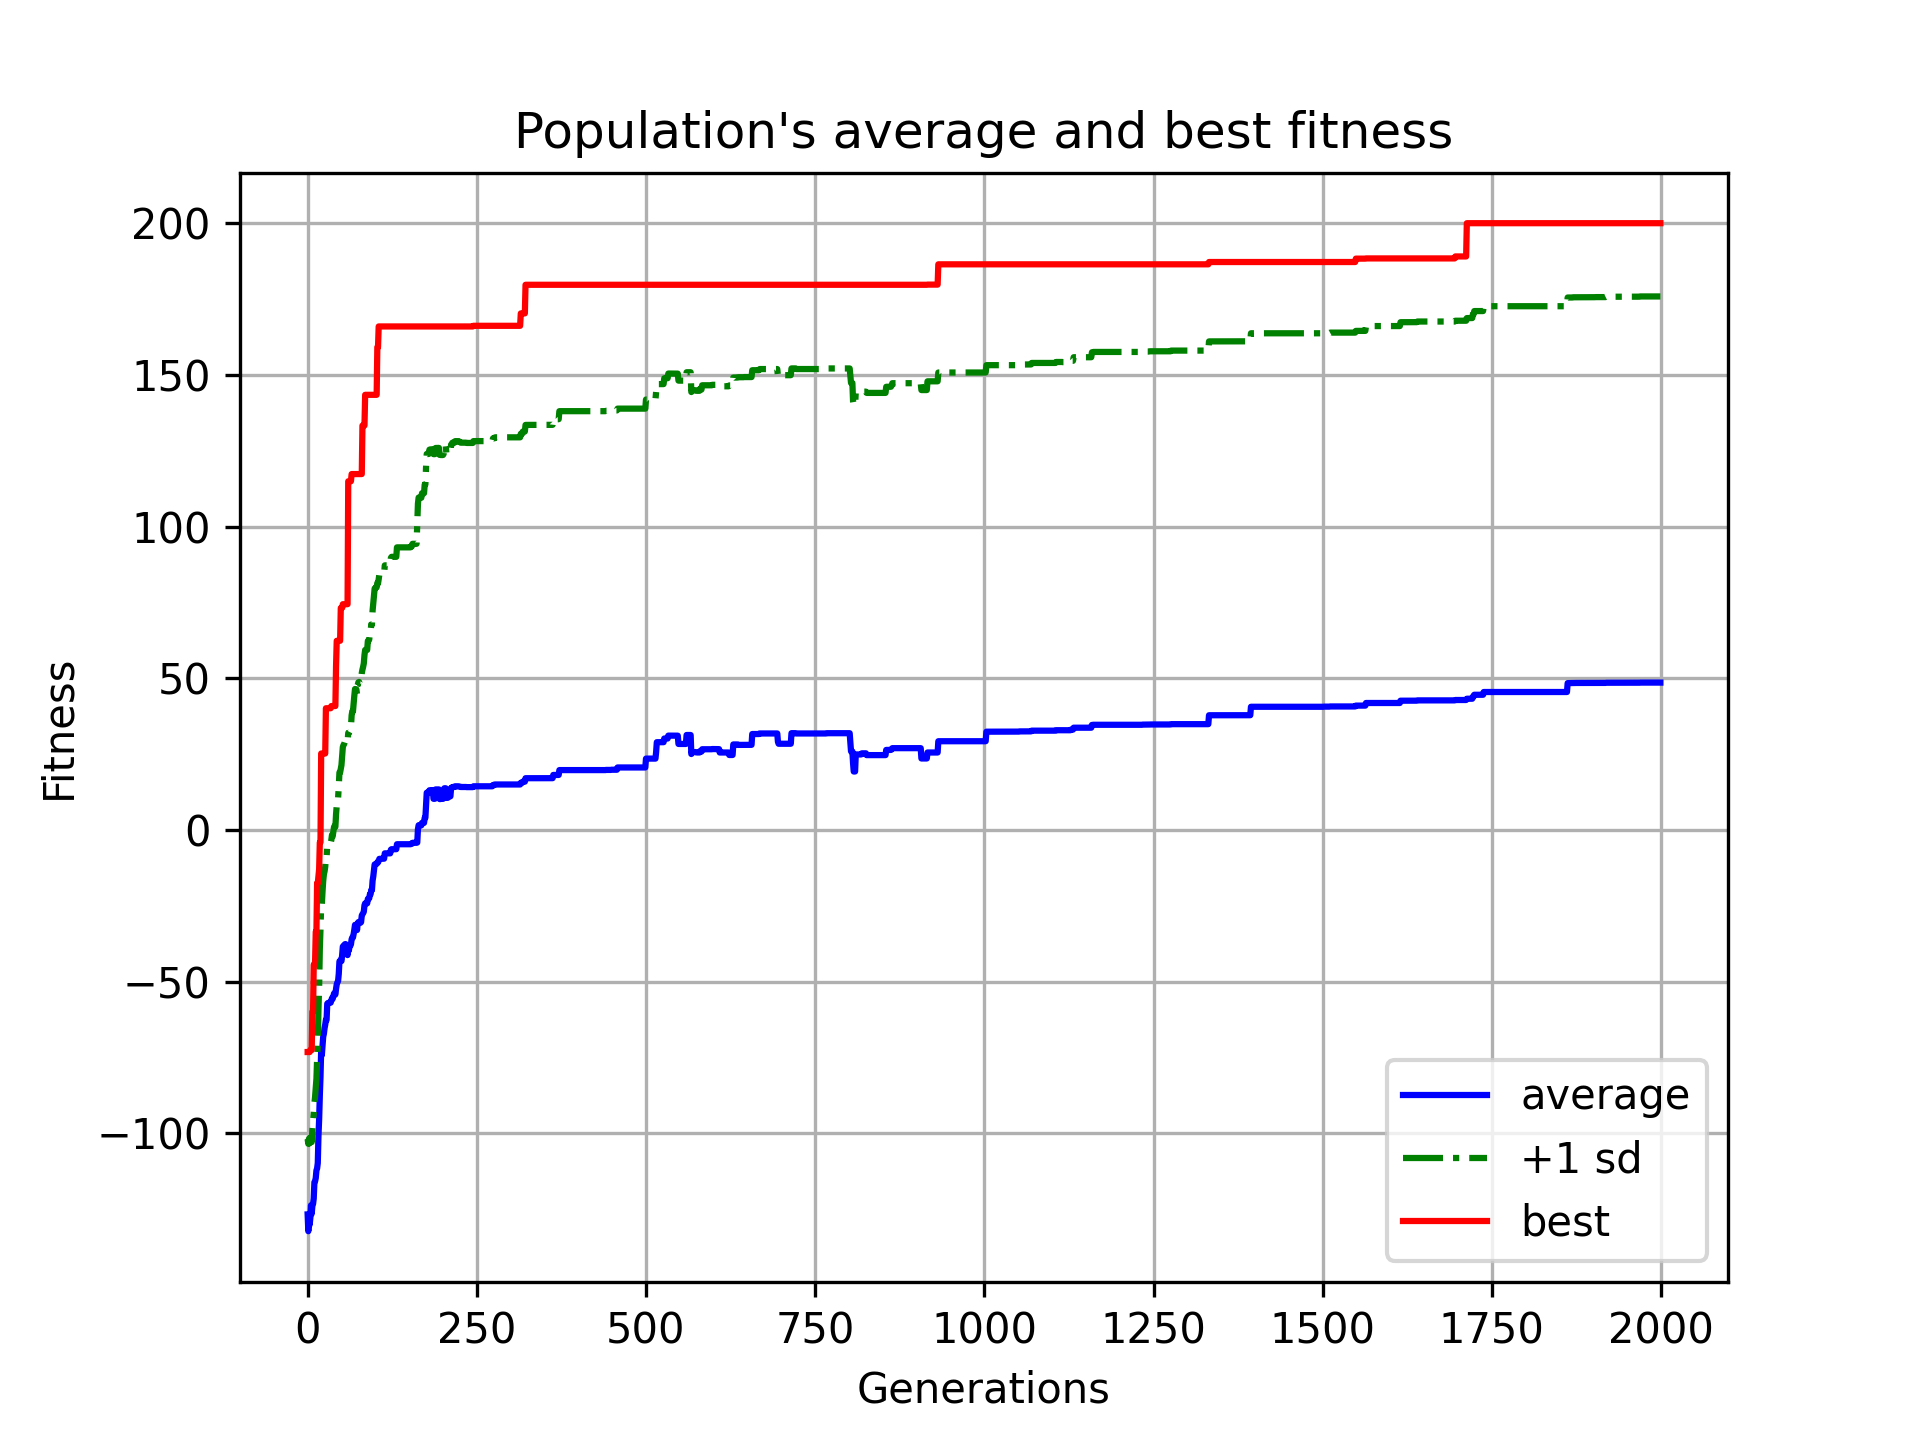 Population's average and best fitness
Fitness
200
150
100
50
0
−50
−100
0 250 500 750 1000 1250 1500 1750 2000
Generations
average
+1 sd
best